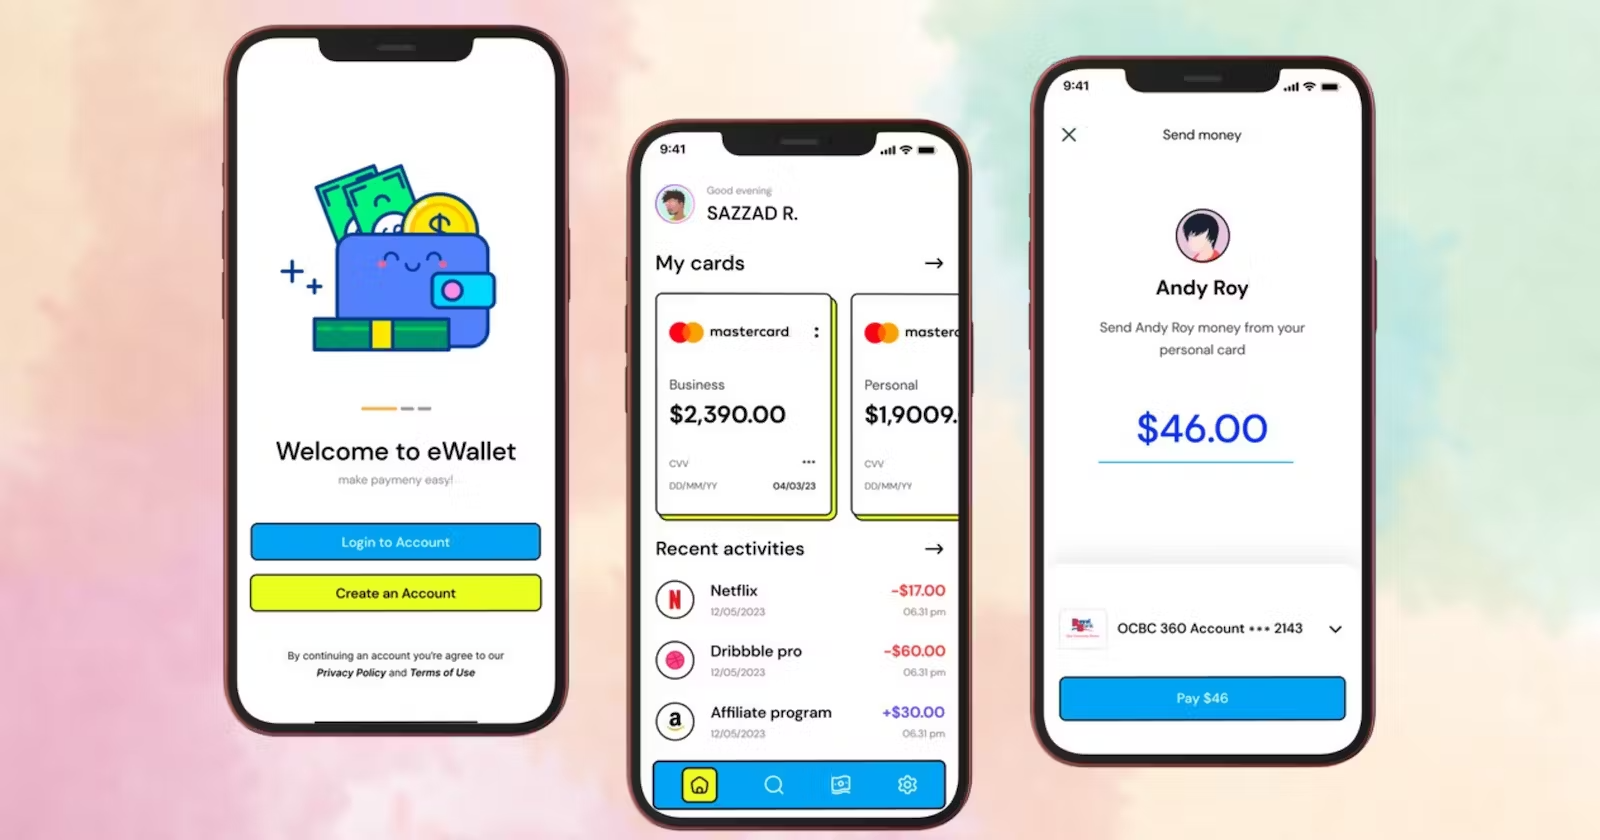 Welcome to eWallet
make paymeny easy!
Login to Account
Create an Account
By continuing an account you're agree to our
Privacy Policy and Terms of Use
9:41
Good evening
SAZZAD R.
My cards
mastercard
Business
$2,390.00
CVV ***
DD/MM/YY 04/03/23
masterc
Personal
$1,9009.
CVV
DD/MM/YY
Recent activities
Netflix -$17.00
12/05/2023 06.31 pm
Dribbble pro -$60.00
12/05/2023 06.31 pm
Affiliate program +$30.00
12/05/2023 06.31 pm
9:41
Send money
Andy Roy
Send Andy Roy money from your
personal card
$46.00
OCBC 360 Account *** 2143
Pay $46